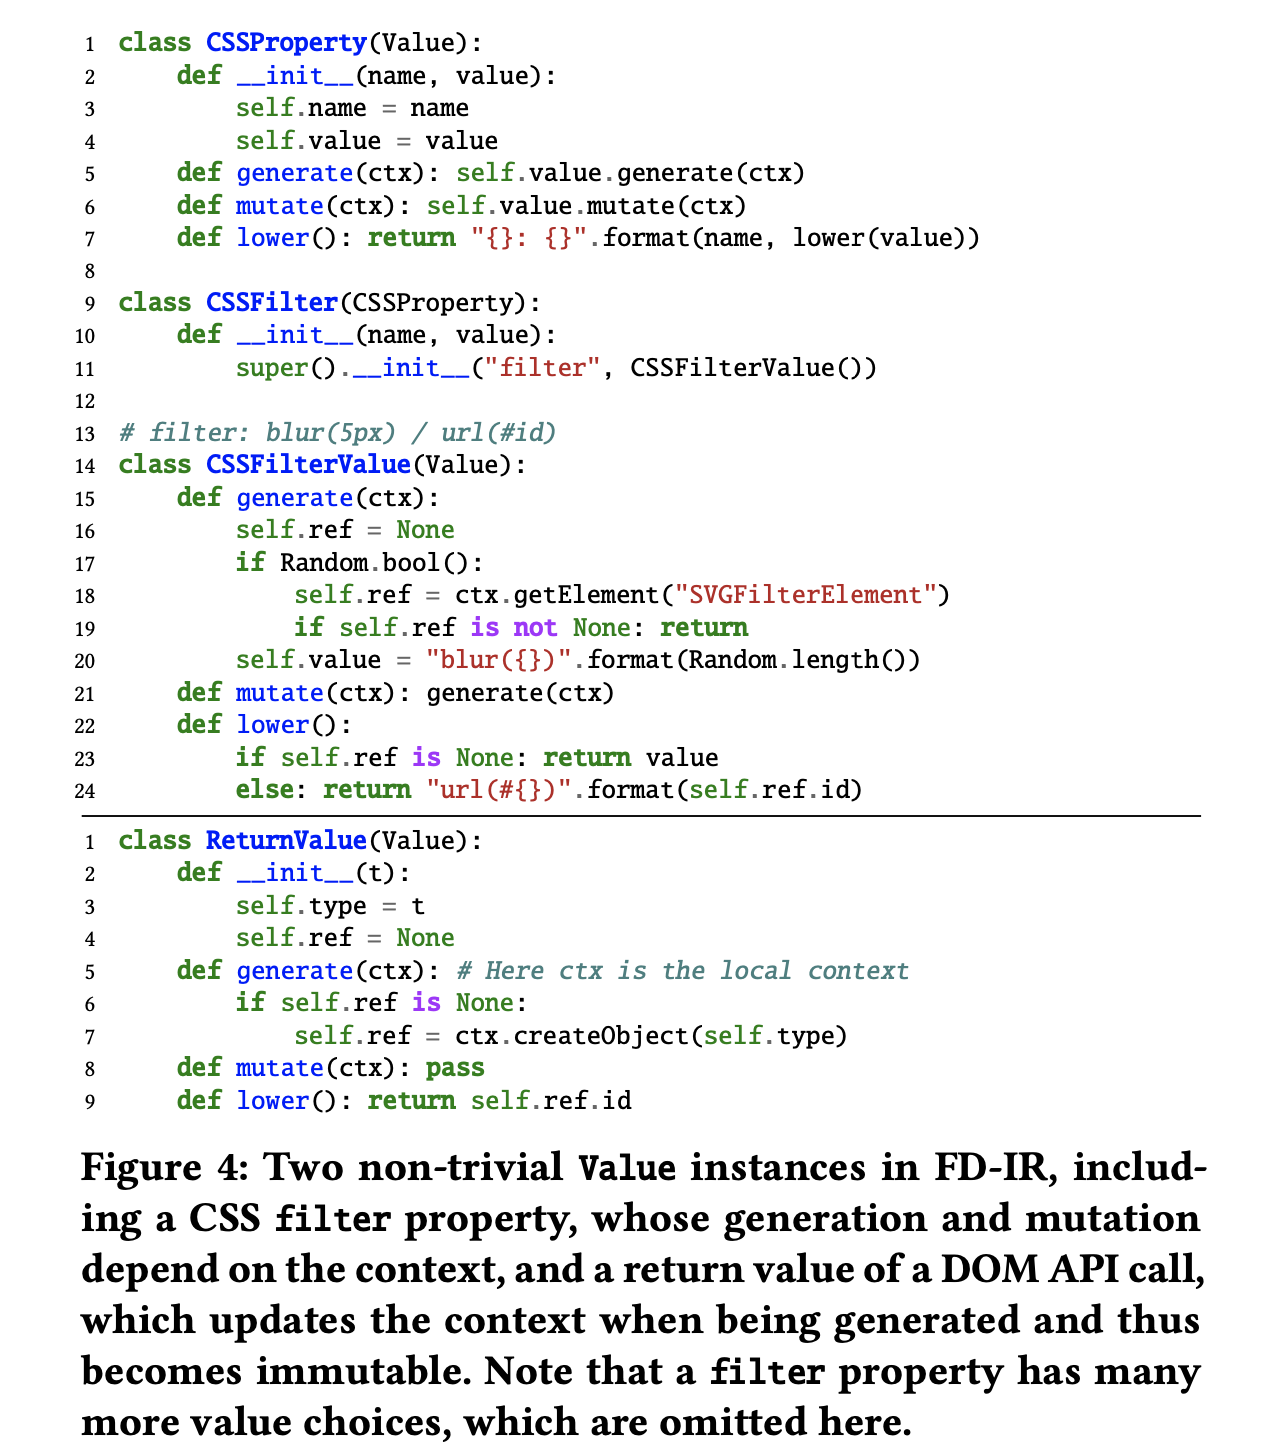 1 class CSSProperty(Value):
2     def __init__(name, value):
3         self.name = name
4         self.value = value
5     def generate(ctx): self.value.generate(ctx)
6     def mutate(ctx): self.value.mutate(ctx)
7     def lower(): return "{}: {}".format(name, lower(value))
8
9 class CSSFilter(CSSProperty):
10     def __init__(name, value):
11         super().__init__("filter", CSSFilterValue())
12
13 # filter: blur(5px) / url(#id)
14 class CSSFilterValue(Value):
15     def generate(ctx):
16         self.ref = None
17         if Random.bool():
18             self.ref = ctx.getElement("SVGFilterElement")
19             if self.ref is not None: return
20         self.value = "blur({})".format(Random.length())
21     def mutate(ctx): generate(ctx)
22     def lower():
23         if self.ref is None: return value
24         else: return "url(#{})".format(self.ref.id)
1 class ReturnValue(Value):
2     def __init__(t):
3         self.type = t
4         self.ref = None
5     def generate(ctx): # Here ctx is the local context
6         if self.ref is None:
7             self.ref = ctx.createObject(self.type)
8     def mutate(ctx): pass
9     def lower(): return self.ref.id
Figure 4: Two non-trivial Value instances in FD-IR, includ-
ing a CSS filter property, whose generation and mutation
depend on the context, and a return value of a DOM API call,
which updates the context when being generated and thus
becomes immutable. Note that a filter property has many
more value choices, which are omitted here.